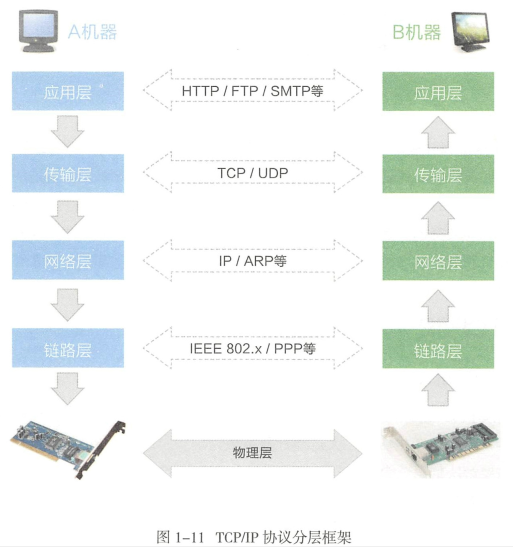 A机器 B机器
应用层 HTTP / FTP / SMTP等 应用层
传输层 TCP / UDP 传输层
网络层 IP / ARP等 网络层
链路层 IEEE 802.x / PPP等 链路层
物理层
图 1-11 TCP/IP 协议分层框架